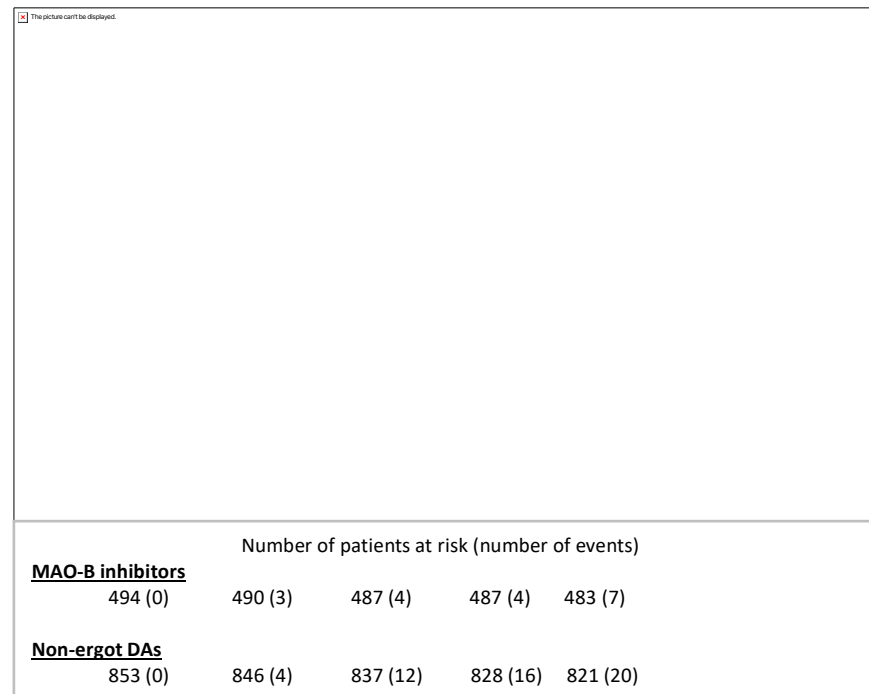 The picture can't be displayed.
Number of patients at risk (number of events)
MAO-B inhibitors
494 (0) 490 (3) 487 (4) 487 (4) 483 (7)
Non-ergot DAs
853 (0) 846 (4) 837 (12) 828 (16) 821 (20)